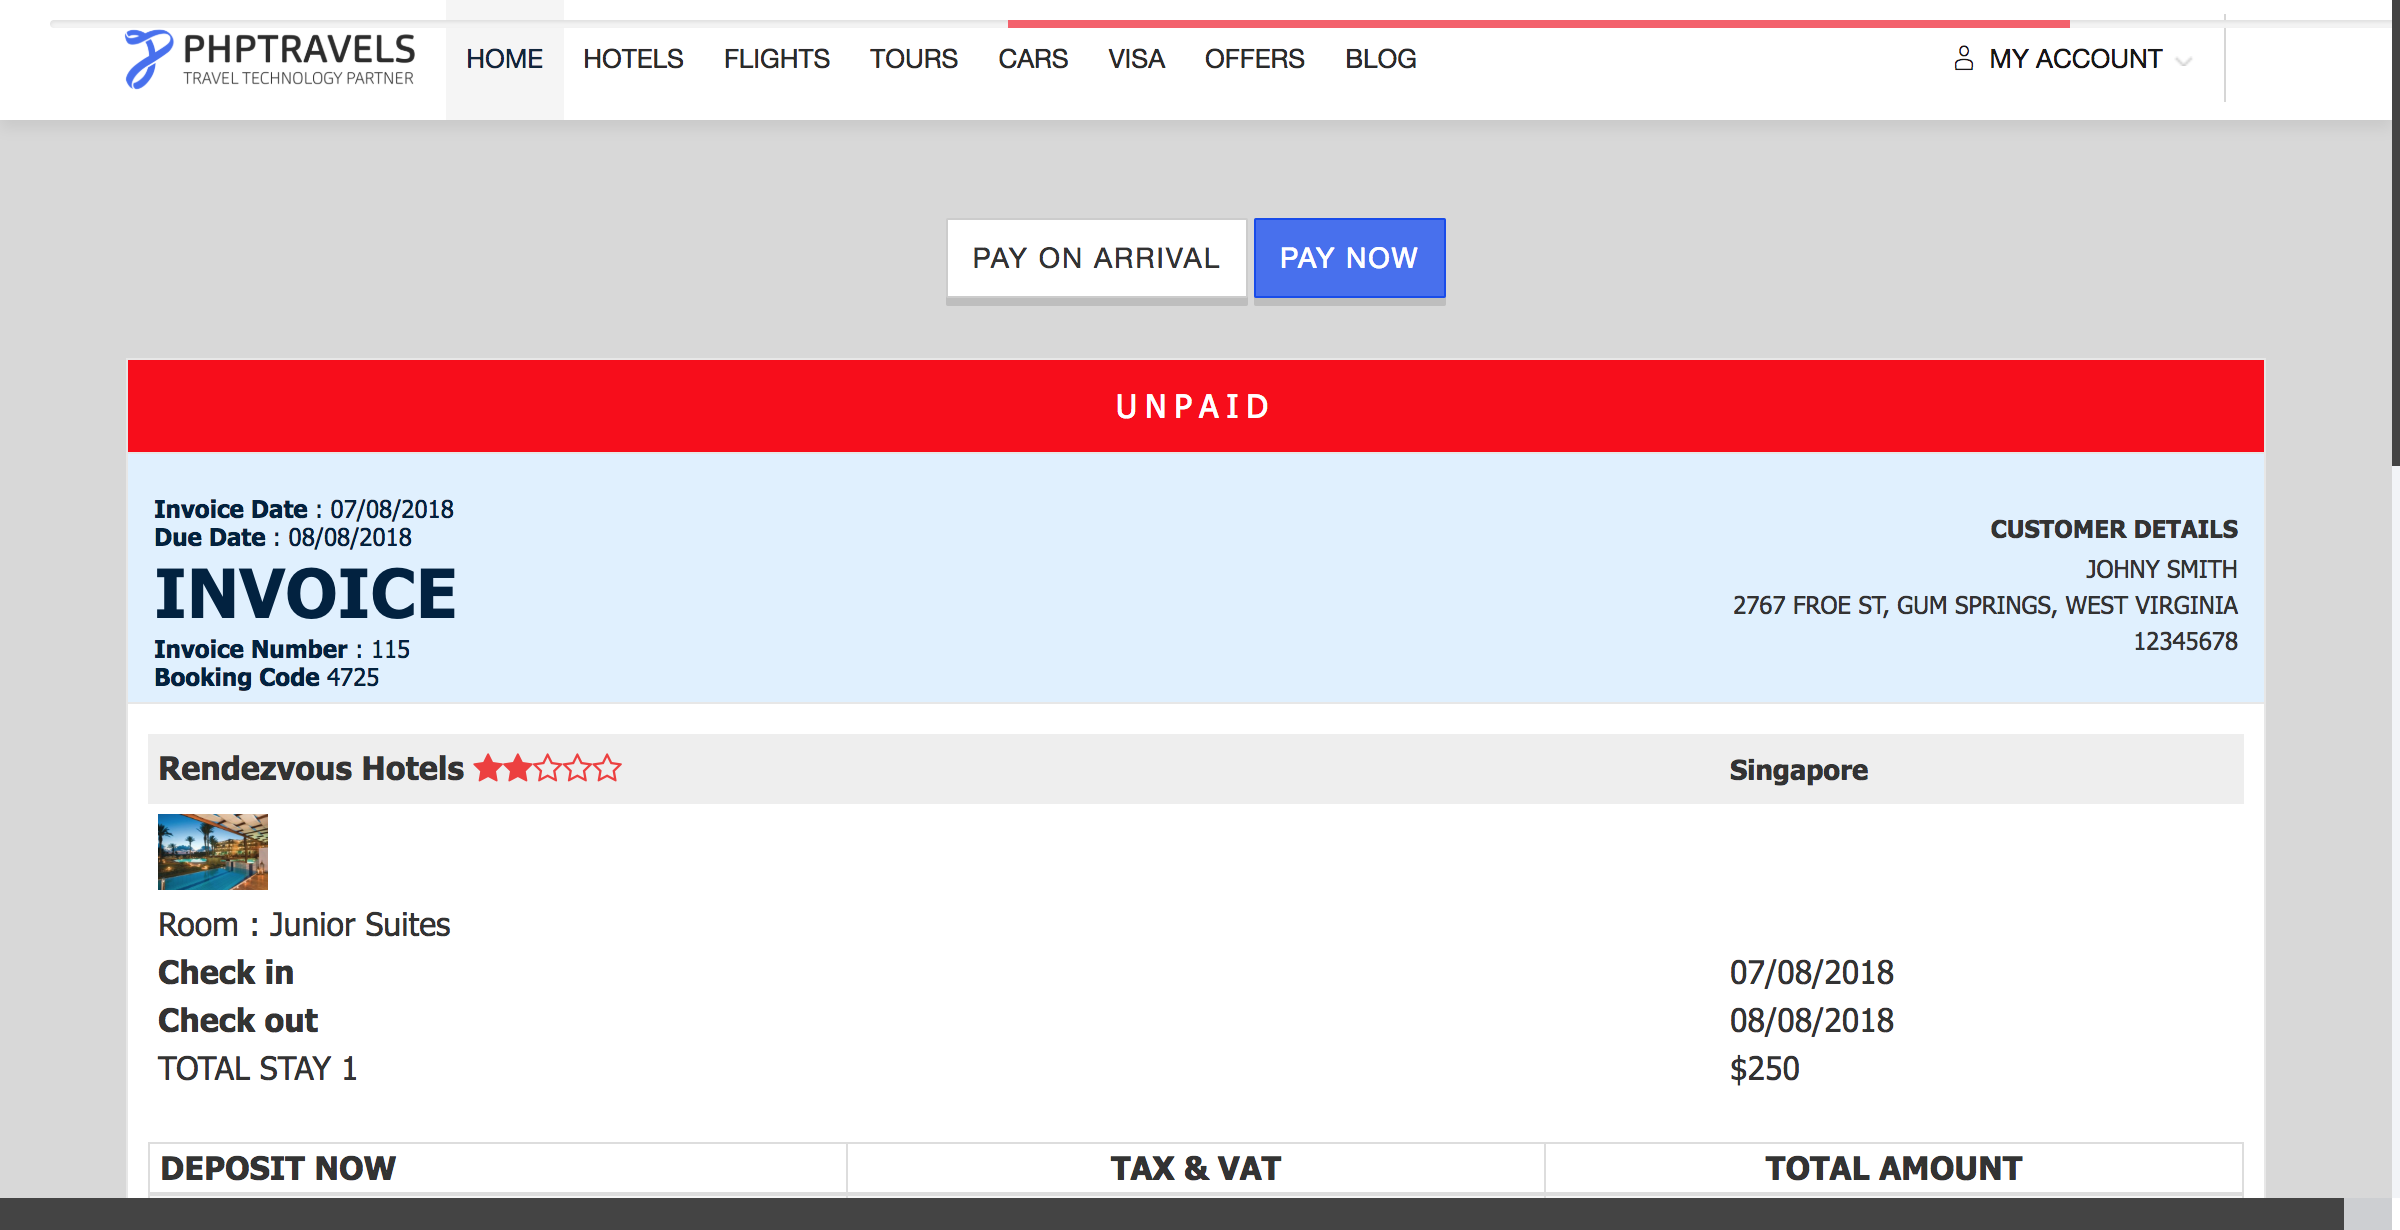 PHPTRAVELS
TRAVEL TECHNOLOGY PARTNER
HOME HOTELS FLIGHTS TOURS CARS VISA OFFERS BLOG MY ACCOUNT
PAY ON ARRIVAL PAY NOW
UNPAID
Invoice Date : 07/08/2018
Due Date : 08/08/2018
INVOICE
Invoice Number : 115
Booking Code 4725
CUSTOMER DETAILS
JOHNY SMITH
2767 FROE ST, GUM SPRINGS, WEST VIRGINIA
12345678
Rendezvous Hotels Singapore
Room : Junior Suites
Check in 07/08/2018
Check out 08/08/2018
TOTAL STAY 1 $250
DEPOSIT NOW TAX & VAT TOTAL AMOUNT